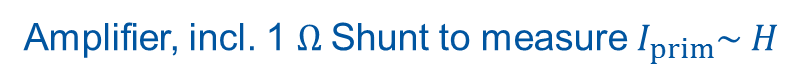 Amplifier, incl. 1 Ω Shunt to measure I_prim~ H